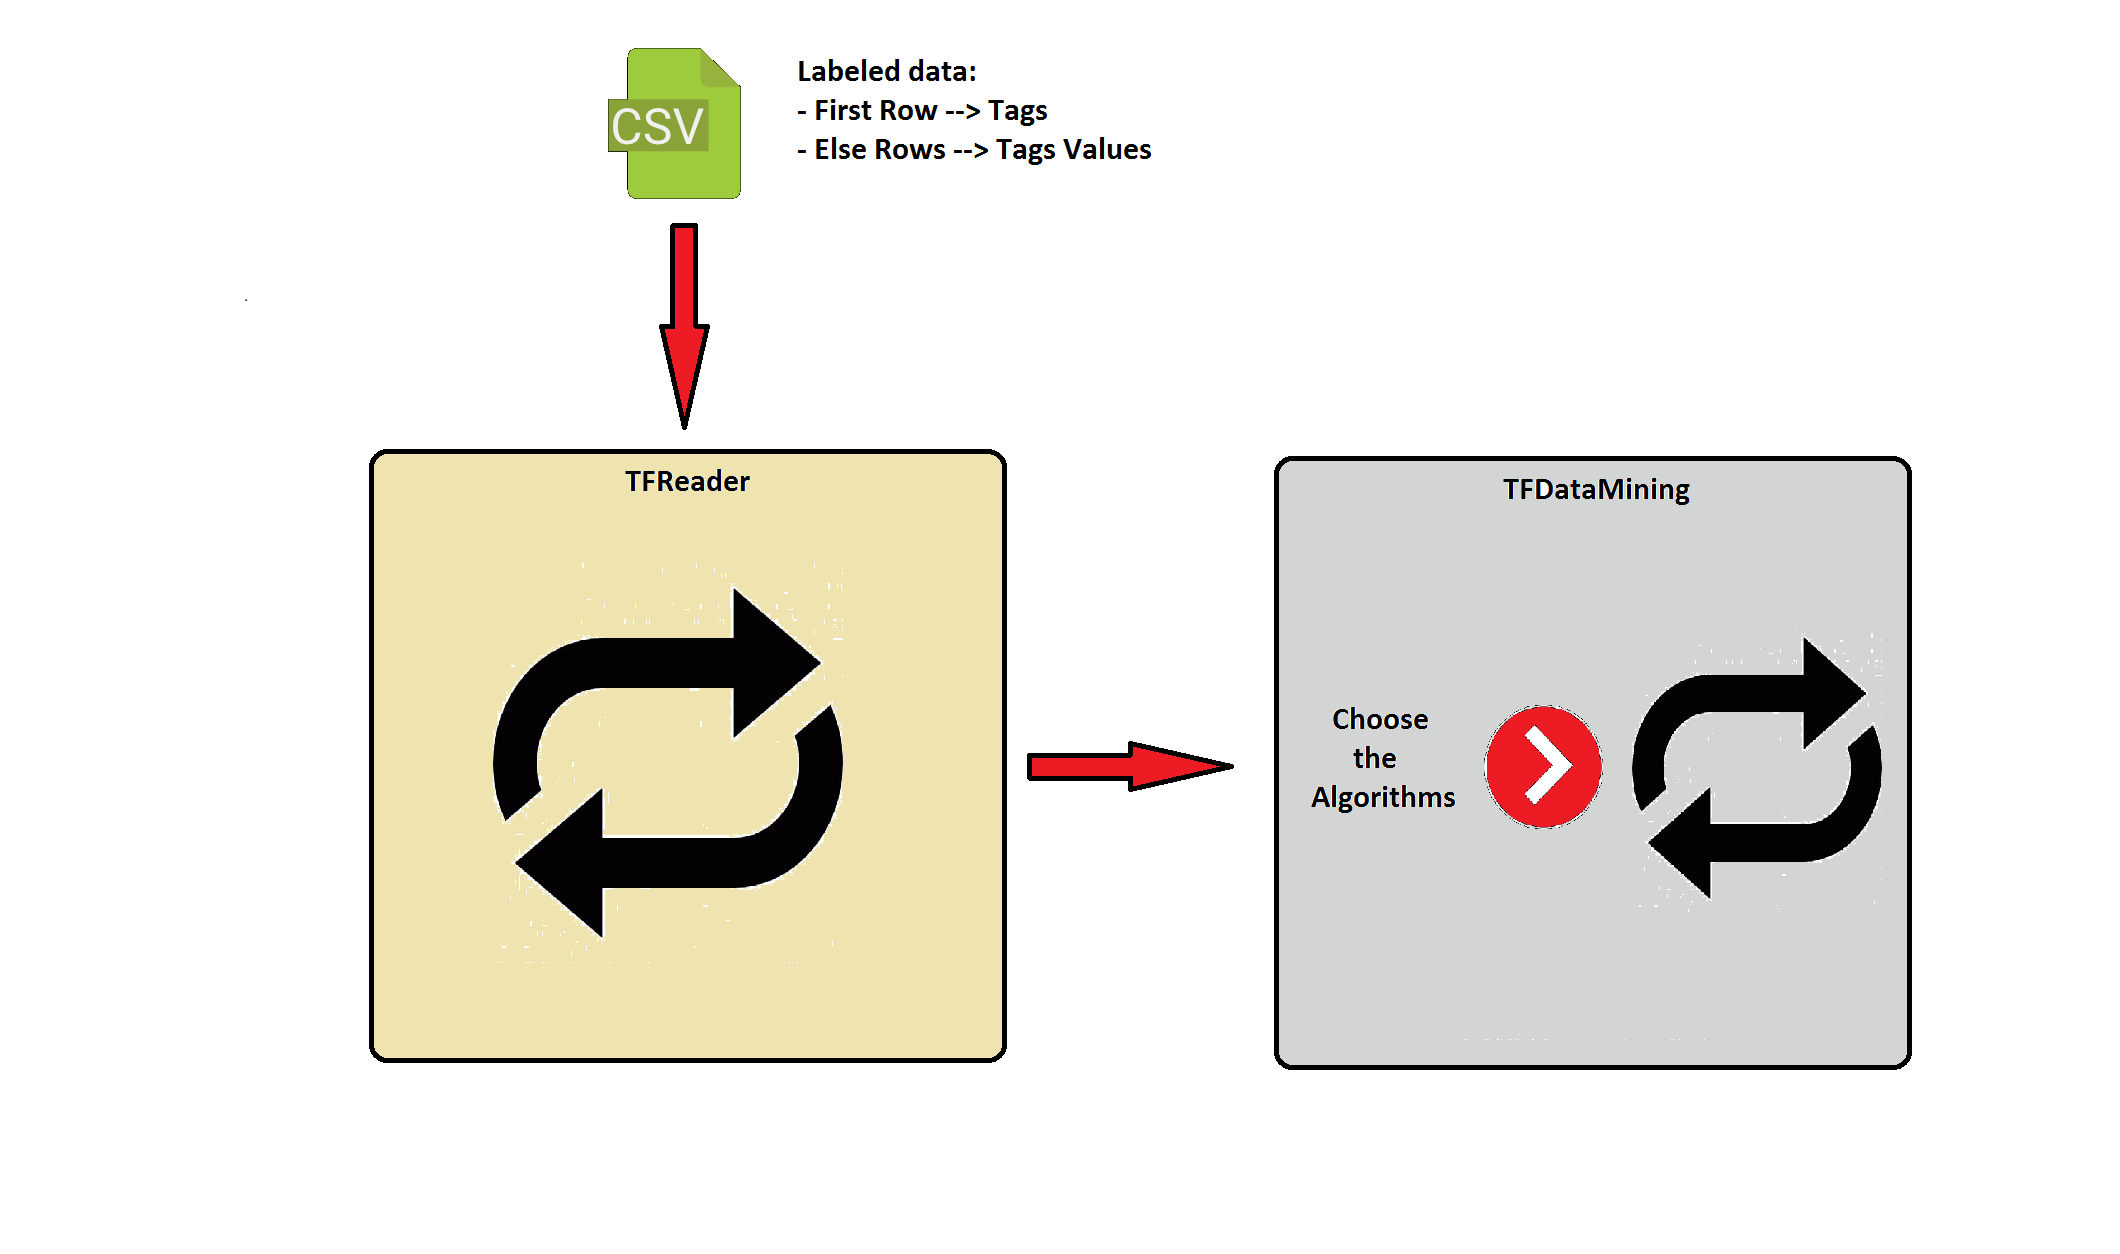 CSV
Labeled data:
- First Row --> Tags
- Else Rows --> Tags Values
TFReader
TFDataMining
Choose
the
Algorithms